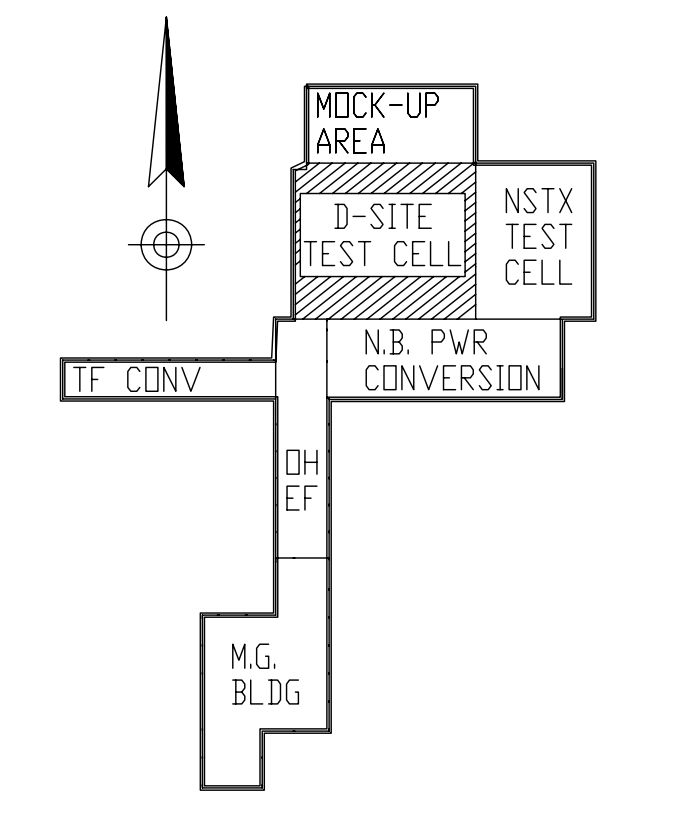 MOCK-UP
AREA
D-SITE
TEST CELL
NSTX
TEST
CELL
N.B. PWR
CONVERSION
TF CONV
OH
EF
M.G.
BLDG